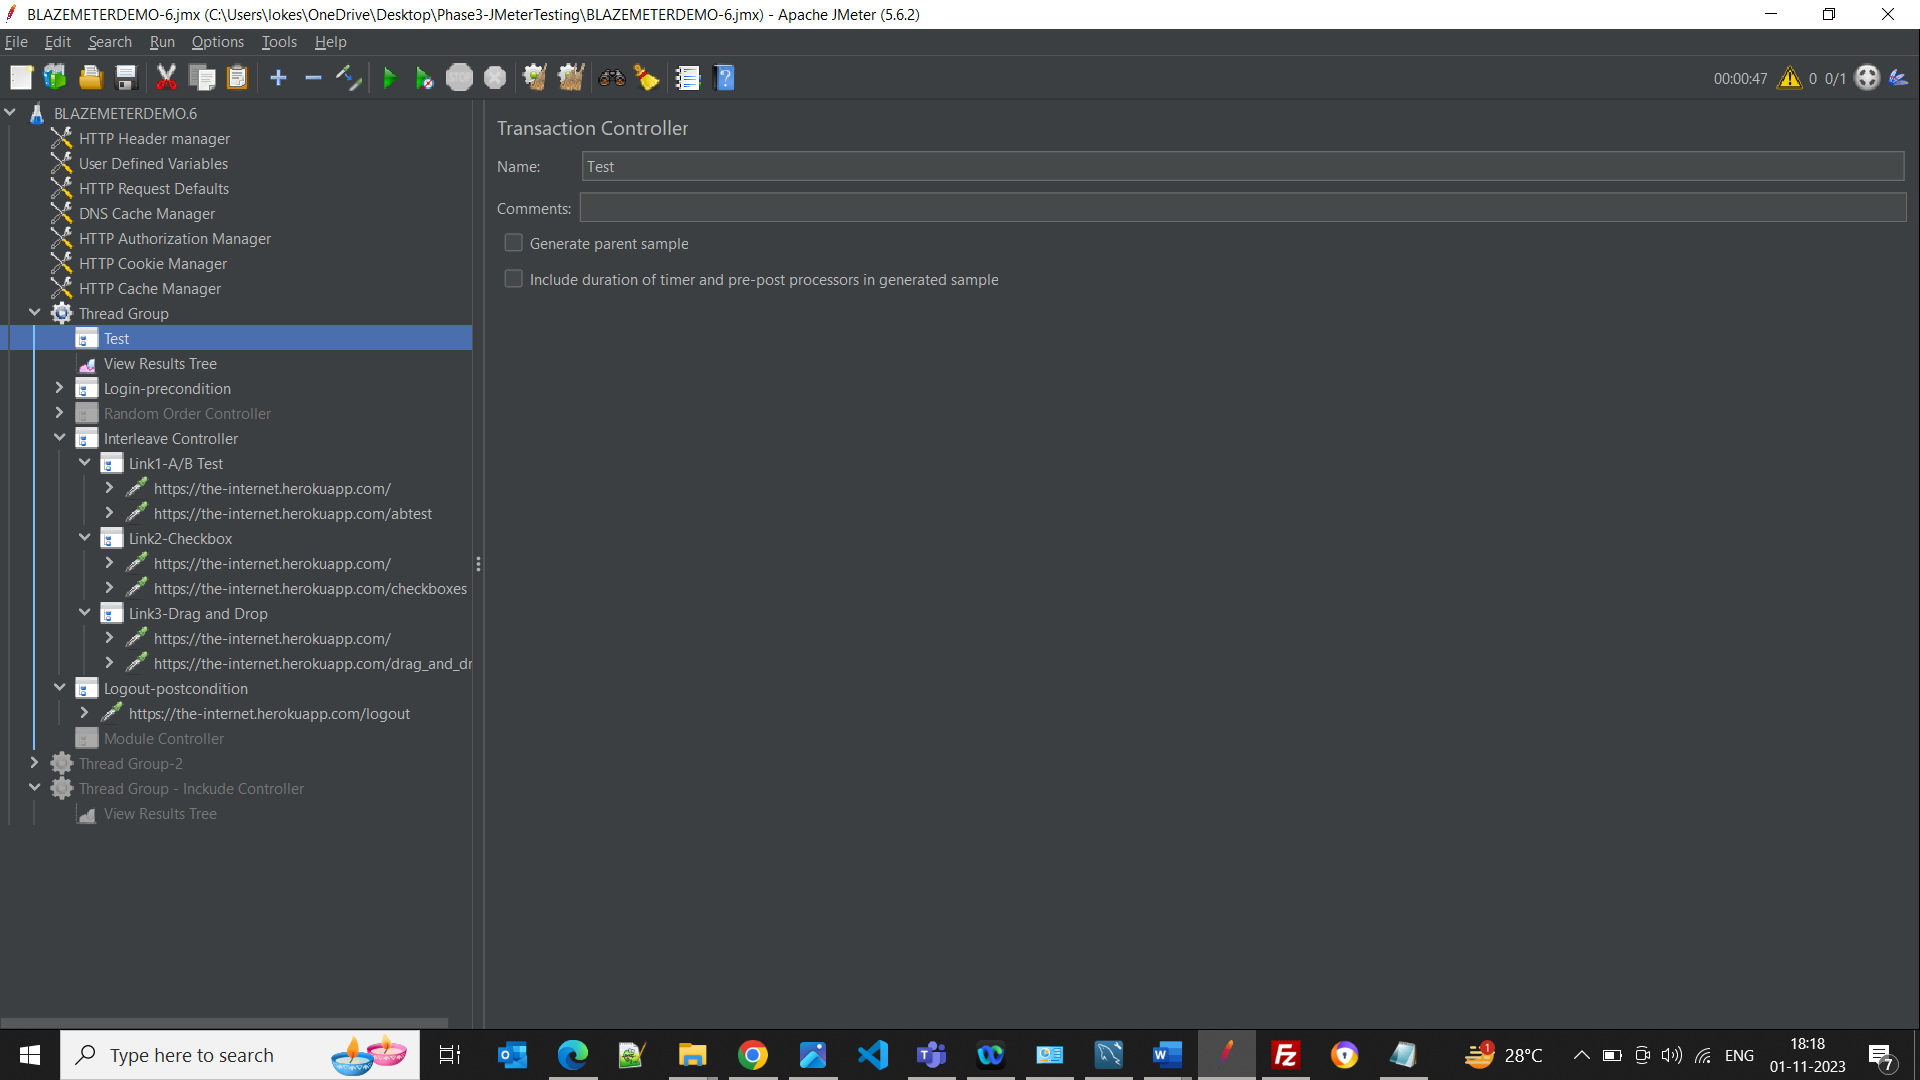 BLAZEMETERDEMO-6.jmx (C:\Users\lokes\OneDrive\Desktop\Phase3-JMeterTesting\BLAZEMETERDEMO-6.jmx) - Apache JMeter (5.6.2)
File Edit Search Run Options Tools Help
STOP
00:00:47 0 0/1
BLAZEMETERDEMO.6
HTTP Header manager
User Defined Variables
HTTP Request Defaults
DNS Cache Manager
HTTP Authorization Manager
HTTP Cookie Manager
HTTP Cache Manager
Thread Group
Test
View Results Tree
Login-precondition
Random Order Controller
Interleave Controller
Link1-A/B Test
https://the-internet.herokuapp.com/
https://the-internet.herokuapp.com/abtest
Link2-Checkbox
https://the-internet.herokuapp.com/
https://the-internet.herokuapp.com/checkboxes
Link3-Drag and Drop
https://the-internet.herokuapp.com/
https://the-internet.herokuapp.com/drag_and_dr
Logout-postcondition
https://the-internet.herokuapp.com/logout
Module Controller
Thread Group-2
Thread Group - Inckude Controller
View Results Tree
Transaction Controller
Name: Test
Comments:
Generate parent sample
Include duration of timer and pre-post processors in generated sample
Type here to search
1 28°C
ENG
18:18
01-11-2023
7